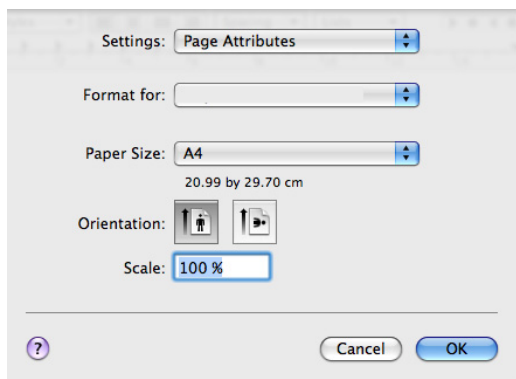 Settings: Page Attributes
Format for:
Paper Size: A4
20.99 by 29.70 cm
Orientation:
Scale: 100 %
? Cancel OK